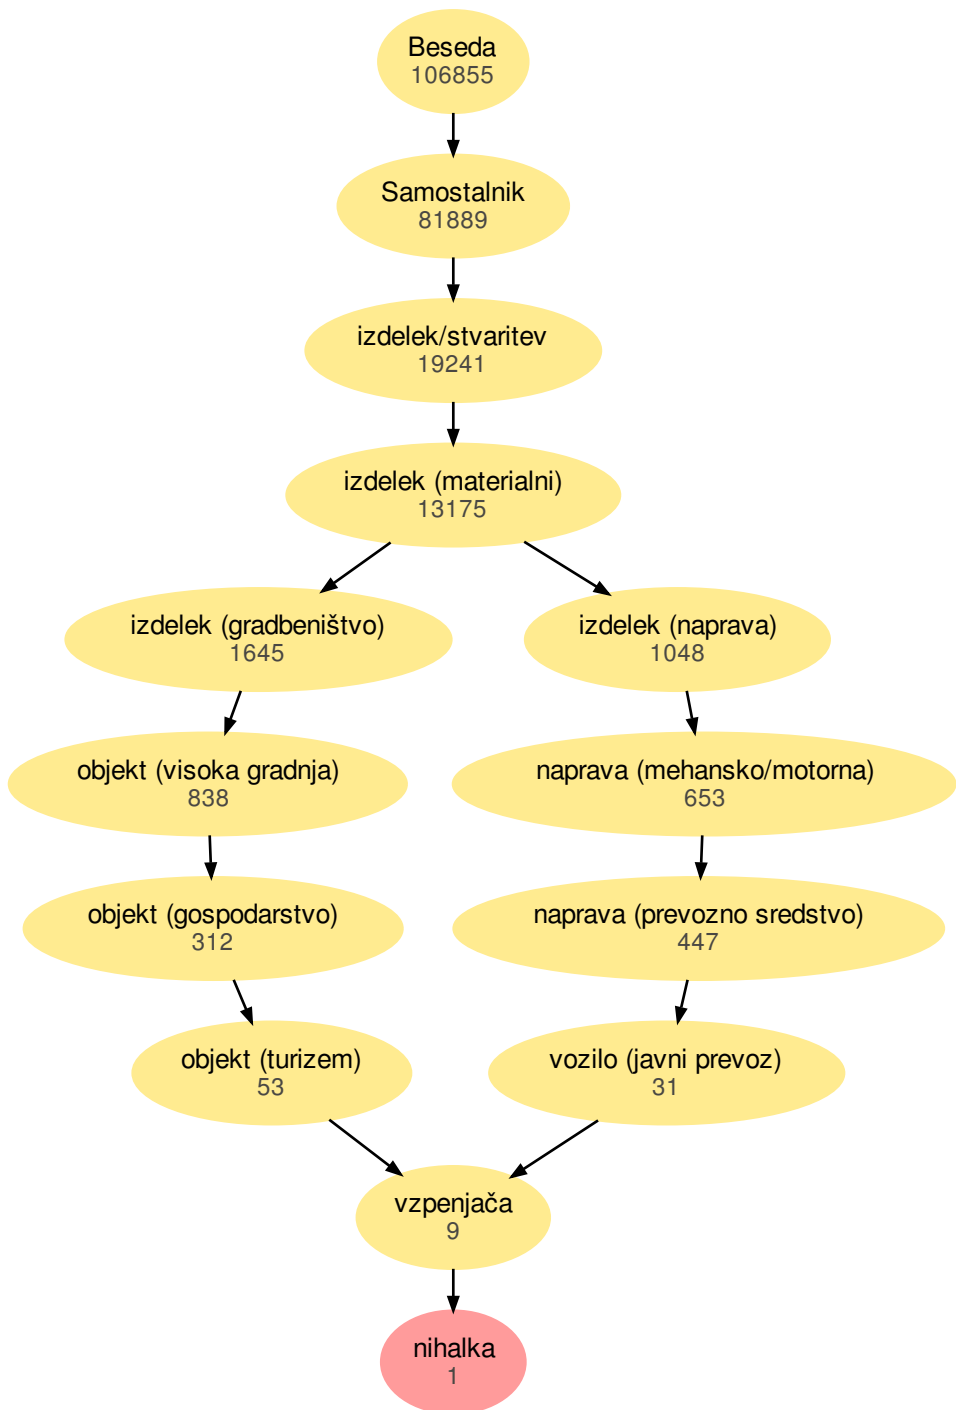 Beseda
106855
Samostalnik
81889
izdelek/stvaritev
19241
izdelek (materialni)
13175
izdelek (gradbeništvo)
1645
izdelek (naprava)
1048
objekt (visoka gradnja)
838
naprava (mehansko/motorna)
653
objekt (gospodarstvo)
312
naprava (prevozno sredstvo)
447
objekt (turizem)
53
vozilo (javni prevoz)
31
vzpenjača
9
nihalka
1